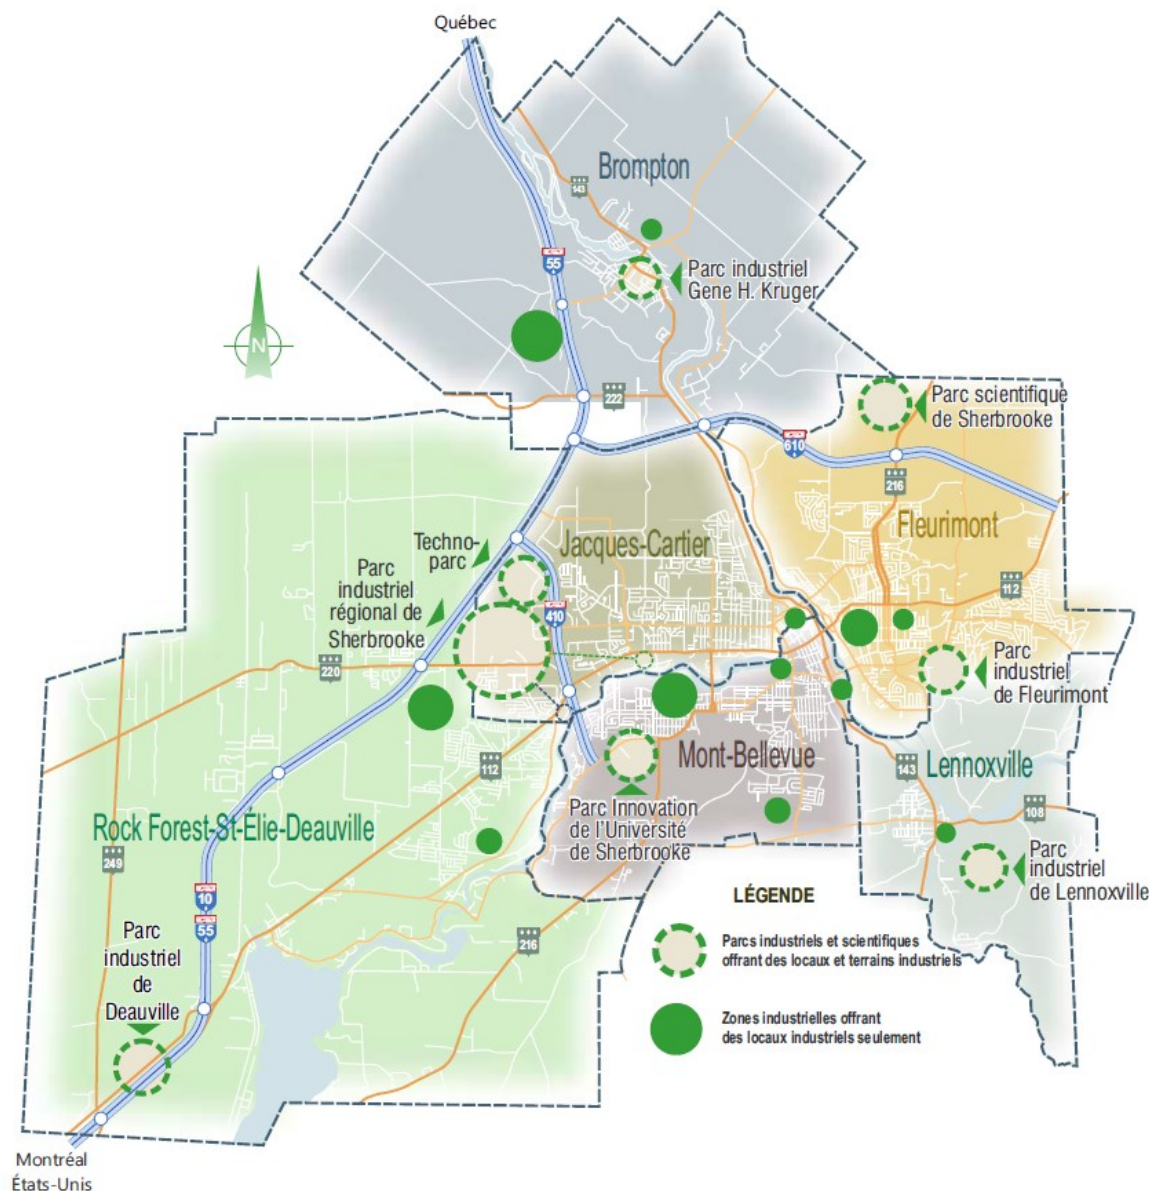 Québec
Brompton
143
55
Parc industriel
Gene H. Kruger
N
222
Parc scientifique
de Sherbrooke
610
216
Fleurimont
Techno-
parc
Jacques-Cartier
Parc
industriel
régional de
Sherbrooke
410
112
220
Parc
industriel
de Fleurimont
112
Mont-Bellevue
143
Lennoxville
Parc Innovation
de l'Université
de Sherbrooke
108
Rock Forest-St-Élie-Deauville
249
Parc
industriel
de Lennoxville
10
55
216
Parc
industriel
de
Deauville
LÉGENDE
Parcs industriels et scientifiques
offrant des locaux et terrains industriels
Zones industrielles offrant
des locaux industriels seulement
Montréal
États-Unis